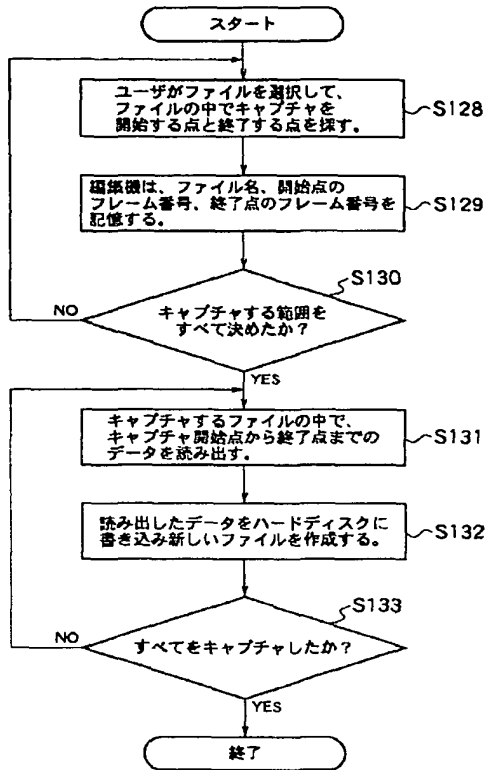 スタート
ユーザがファイルを選択して、
ファイルの中でキャプチャを
開始する点と終了する点を探す。
S128
編集機は、ファイル名、開始点の
フレーム番号、終了点のフレーム番号を
記憶する。
S129
S130
キャプチャする範囲を
すべて決めたか？
NO
YES
キャプチャするファイルの中で、
キャプチャ開始点から終了点までの
データを読み出す。
S131
読み出したデータをハードディスクに
書き込み新しいファイルを作成する。
S132
S133
すべてをキャプチャしたか？
NO
YES
終了